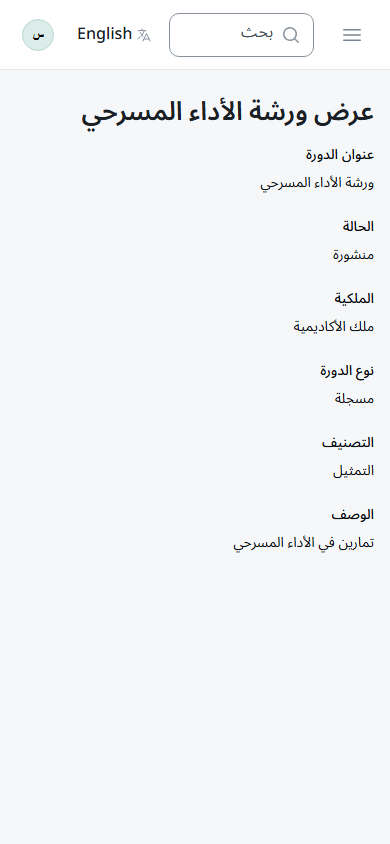 بحث
English
س
عرض ورشة الأداء المسرحي
عنوان الدورة
ورشة الأداء المسرحي
الحالة
منشورة
الملكية
ملك الأكاديمية
نوع الدورة
مسجلة
التصنيف
التمثيل
الوصف
تمارين في الأداء المسرحي